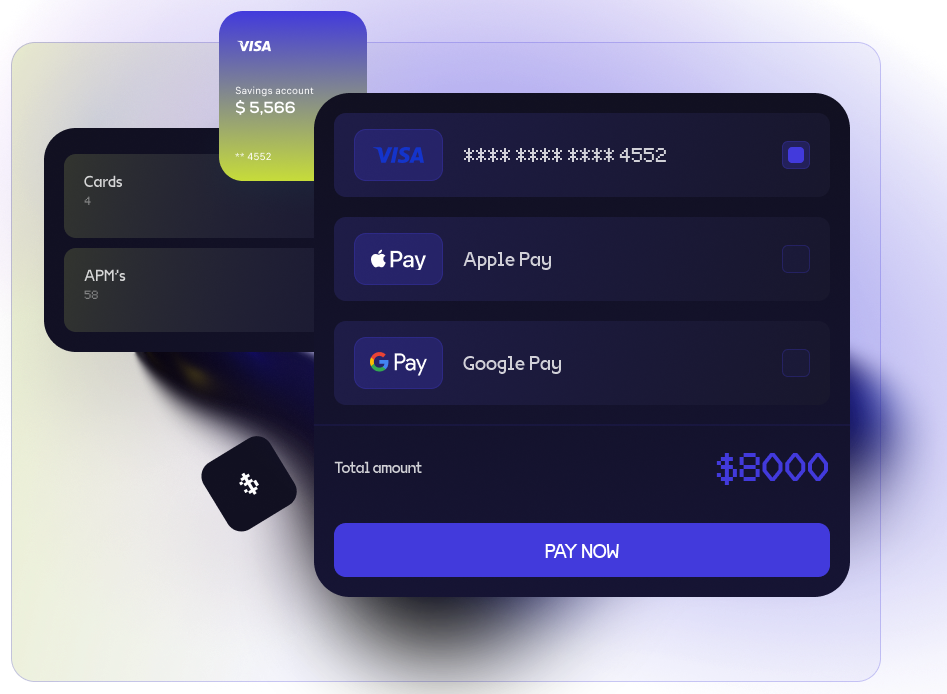 VISA
Savings account
$ 5,566
** 4552
Cards
4
APM's
58
VISA
**** **** **** 4552
Pay
Apple Pay
G Pay
Google Pay
Total amount
$8000
$
PAY NOW